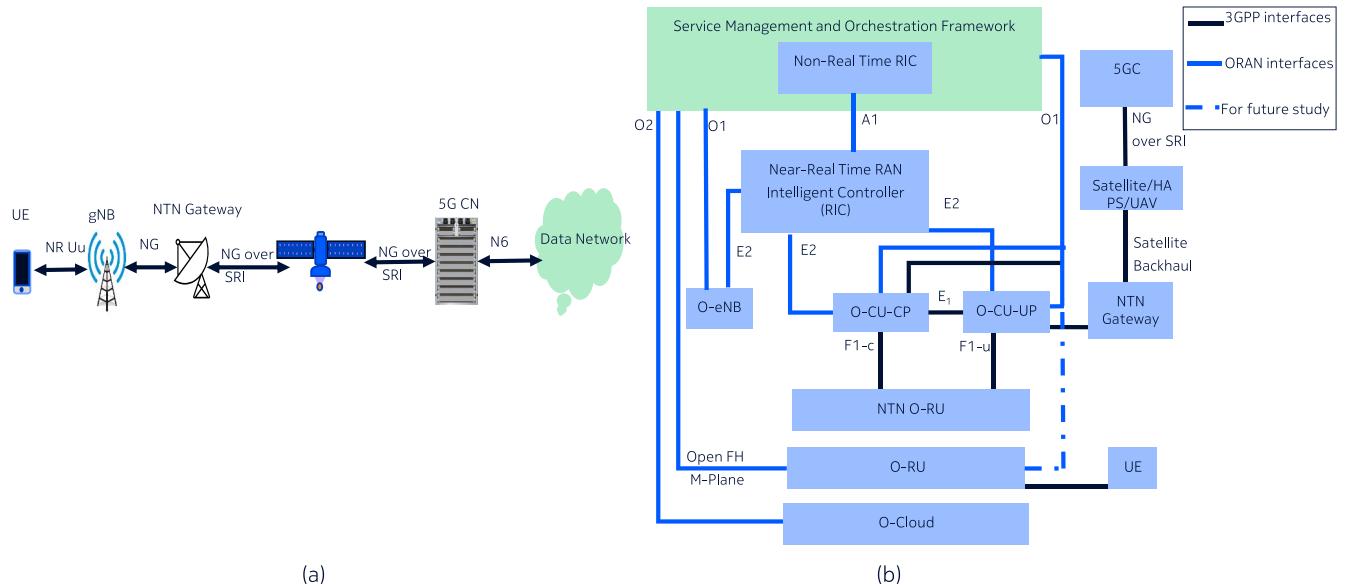 UE
gNB
NTN Gateway
5G CN
NR Uu
NG
NG over
SRI
NG over
SRI
N6
Data Network
(a)
Service Management and Orchestration Framework
Non-Real Time RIC
O2
O1
A1
O1
Near-Real Time RAN
Intelligent Controller
(RIC)
E2
E2
E2
O-eNB
O-CU-CP
E₁
O-CU-UP
F1-c
F1-u
NTN O-RU
Open FH
M-Plane
O-RU
UE
O-Cloud
5GC
NG
over SRI
Satellite/HA
PS/UAV
Satellite
Backhaul
NTN
Gateway
3GPP interfaces
ORAN interfaces
For future study
(b)